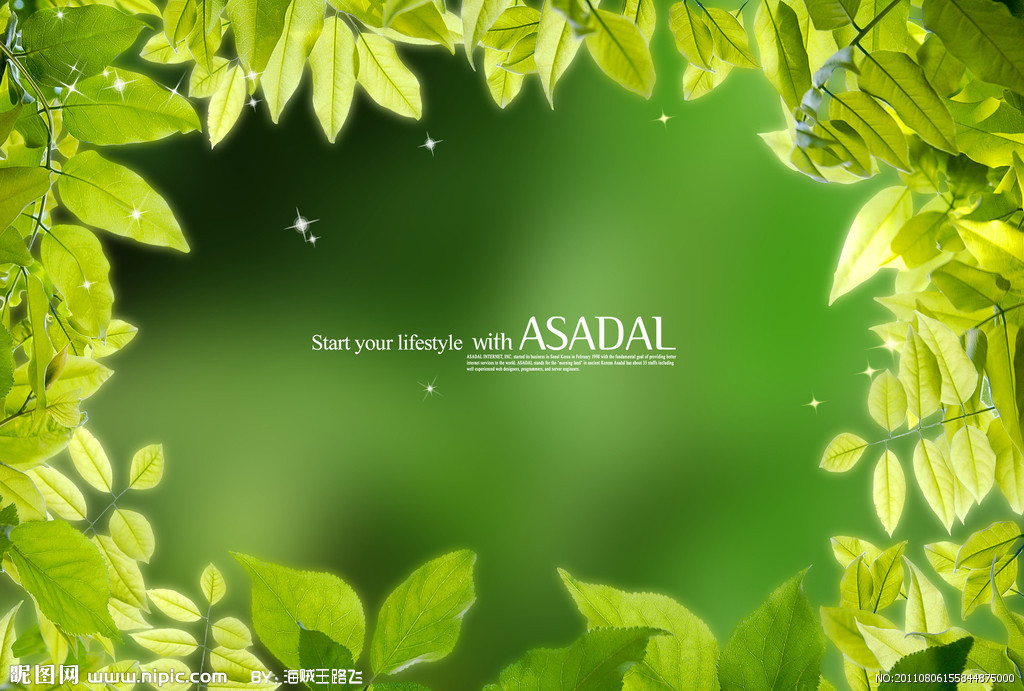 Start your lifestyle with ASADAL
ASADAL INTERNET, INC. started its business in Seoul Korea in February 1998 with the fundamental goal of providing better
internet services to the world. ASADAL stands for the "morning land" in ancient Korean. Asadal has about 35 staffs including
well experienced web designers, programmers, and server engineers.
昵图网 www.nipic.com BY: 海贼王路飞
NO:20110806155844875000